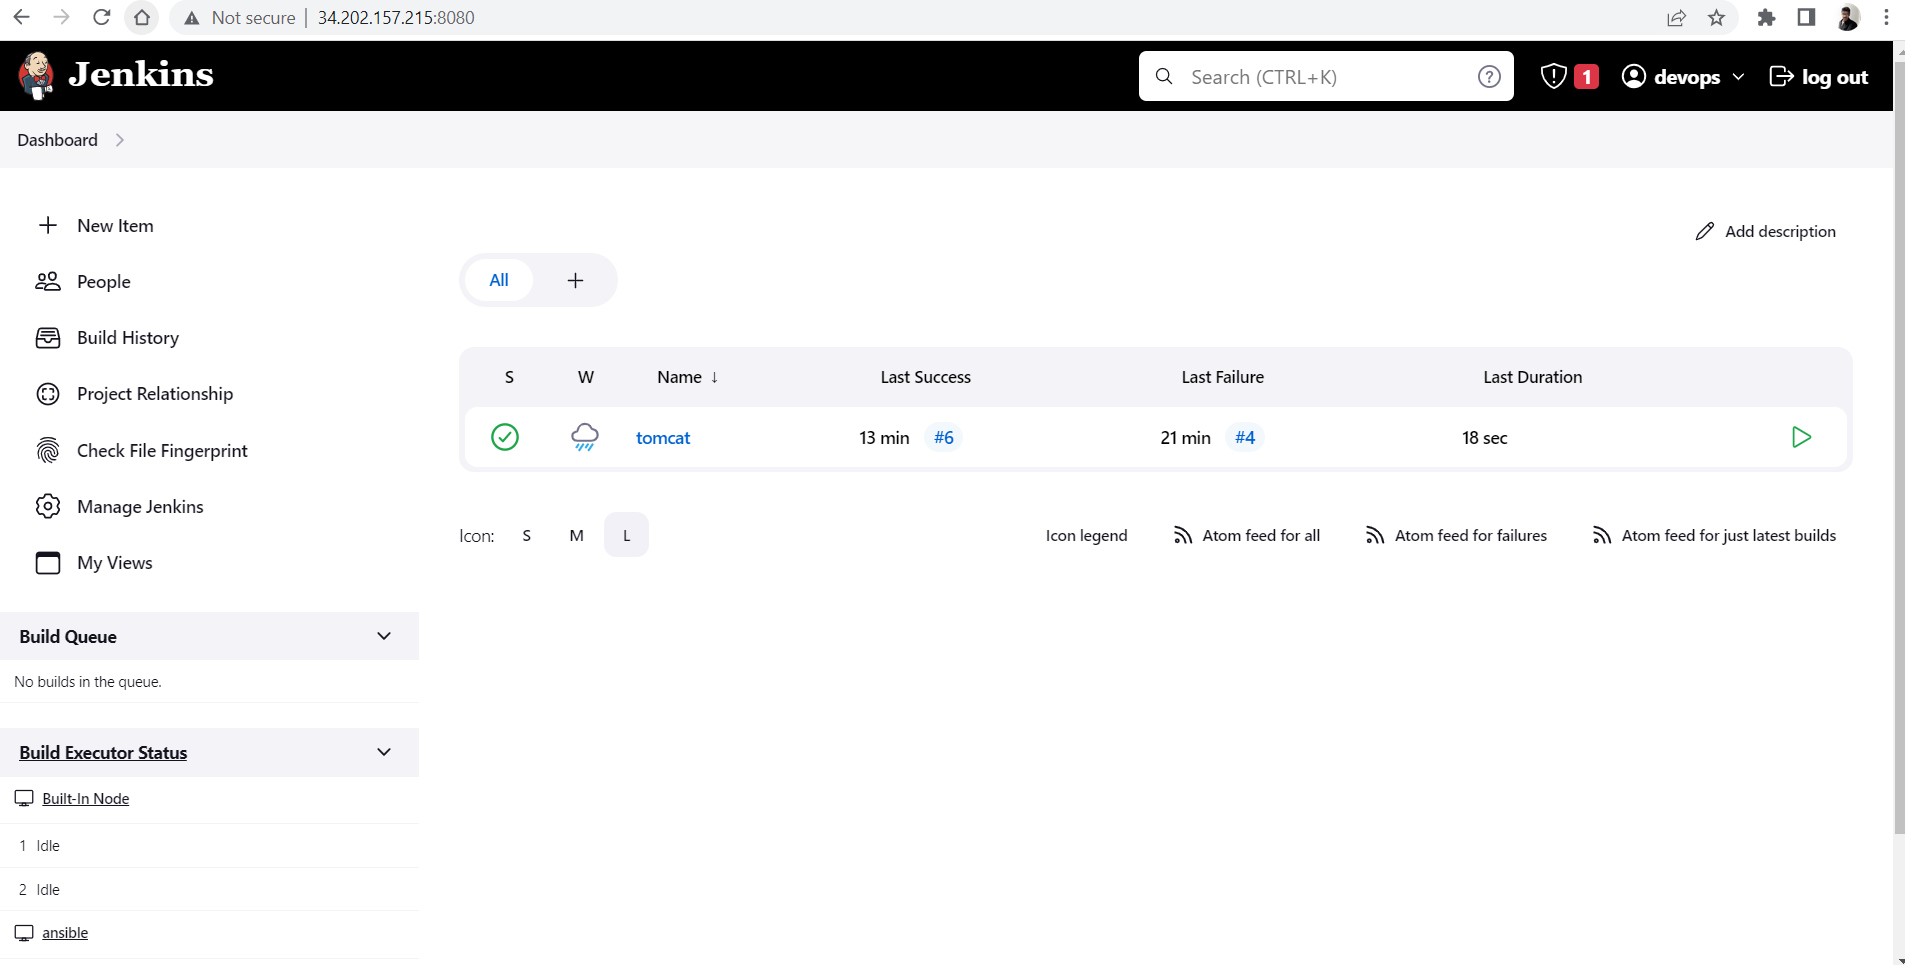 Not secure | 34.202.157.215:8080
Jenkins
Search (CTRL+K)
1
devops
log out
Dashboard
New Item
People
Build History
Project Relationship
Check File Fingerprint
Manage Jenkins
My Views
Build Queue
No builds in the queue.
Build Executor Status
Built-In Node
1 Idle
2 Idle
ansible
Add description
All +
S W Name ↓ Last Success Last Failure Last Duration
tomcat 13 min #6 21 min #4 18 sec
Icon: S M L
Icon legend Atom feed for all Atom feed for failures Atom feed for just latest builds